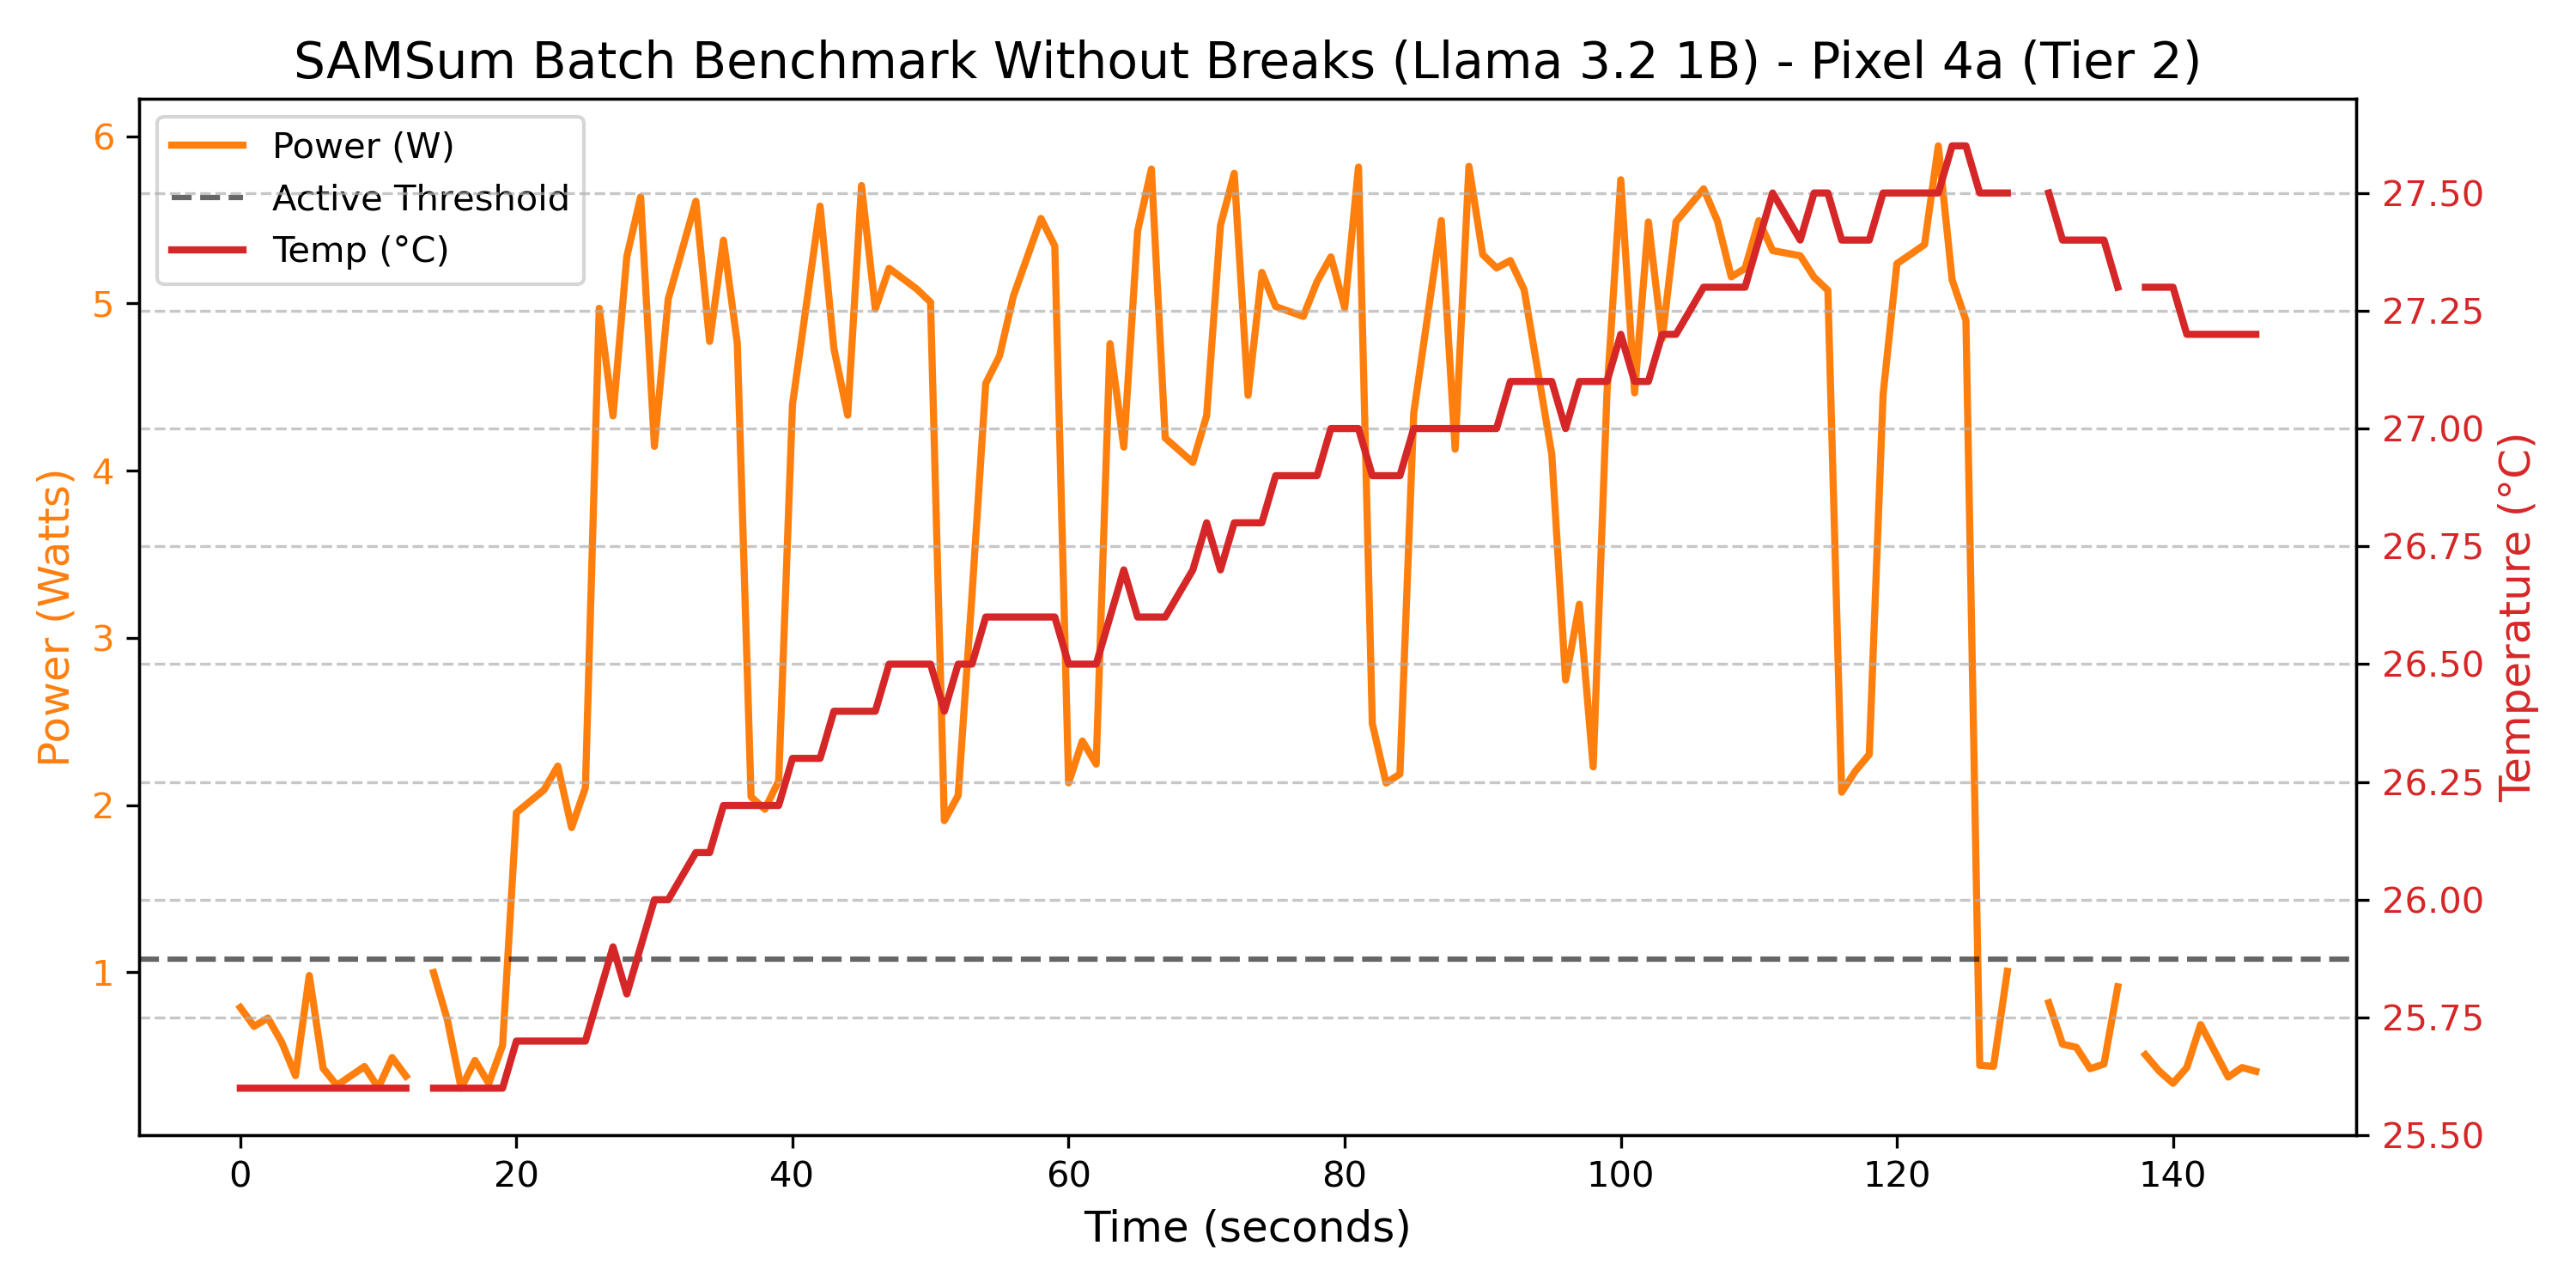 SAMSum Batch Benchmark Without Breaks (Llama 3.2 1B) - Pixel 4a (Tier 2)
Power (W)
Active Threshold
Temp (°C)
Power (Watts)
6
5
4
3
2
1
27.50
27.25
27.00
26.75
26.50
26.25
26.00
25.75
25.50
Temperature (°C)
0 20 40 60 80 100 120 140
Time (seconds)